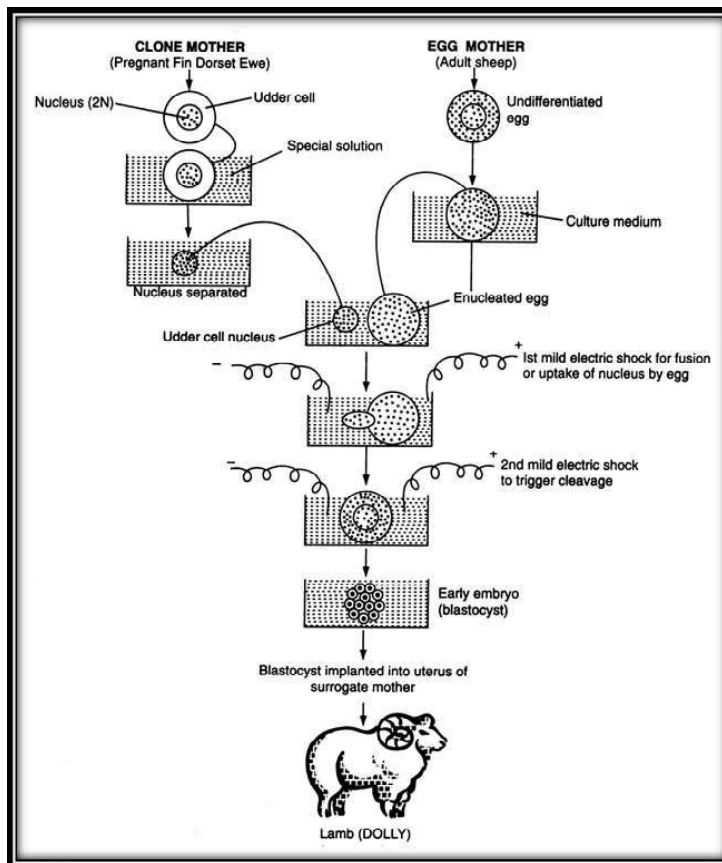 CLONE MOTHER
(Pregnant Fin Dorset Ewe)
EGG MOTHER
(Adult sheep)
Nucleus (2N)
Udder cell
Undifferentiated
egg
Special solution
Culture medium
Nucleus separated
Enucleated egg
Udder cell nucleus
–
+
Ist mild electric shock for fusion
or uptake of nucleus by egg
–
+
2nd mild electric shock
to trigger cleavage
Early embryo
(blastocyst)
Blastocyst implanted into uterus of
surrogate mother
Lamb (DOLLY)